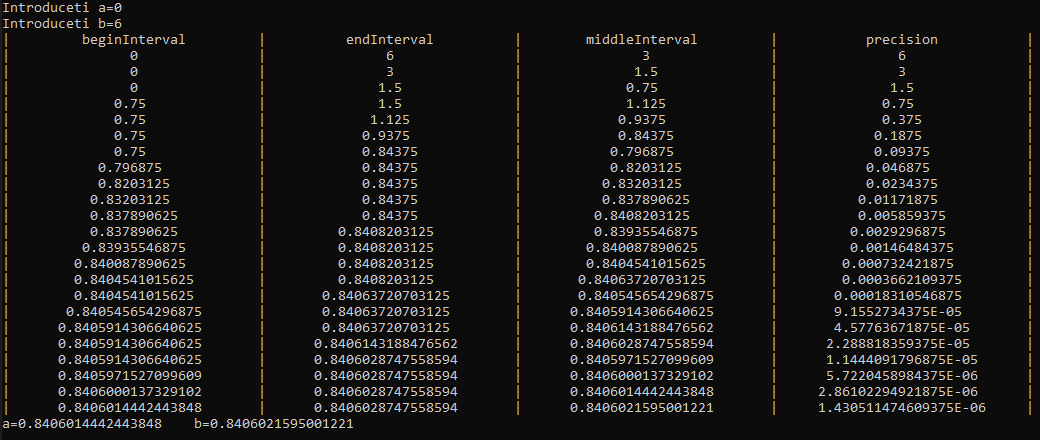 Introduceti a=0
Introduceti b=6
| beginInterval | endInterval | middleInterval | precision |
| 0 | 6 | 3 | 6 |
| 0 | 3 | 1.5 | 3 |
| 0 | 1.5 | 0.75 | 1.5 |
| 0.75 | 1.5 | 1.125 | 0.75 |
| 0.75 | 1.125 | 0.9375 | 0.375 |
| 0.75 | 0.9375 | 0.84375 | 0.1875 |
| 0.75 | 0.84375 | 0.796875 | 0.09375 |
| 0.796875 | 0.84375 | 0.8203125 | 0.046875 |
| 0.8203125 | 0.84375 | 0.83203125 | 0.0234375 |
| 0.83203125 | 0.84375 | 0.837890625 | 0.01171875 |
| 0.837890625 | 0.84375 | 0.8408203125 | 0.005859375 |
| 0.837890625 | 0.8408203125 | 0.83935546875 | 0.0029296875 |
| 0.83935546875 | 0.8408203125 | 0.840087890625 | 0.00146484375 |
| 0.840087890625 | 0.8408203125 | 0.8404541015625 | 0.000732421875 |
| 0.8404541015625 | 0.8408203125 | 0.84063720703125 | 0.0003662109375 |
| 0.8404541015625 | 0.84063720703125 | 0.840545654296875 | 0.00018310546875 |
| 0.840545654296875 | 0.84063720703125 | 0.8405914306640625 | 9.1552734375E-05 |
| 0.8405914306640625 | 0.84063720703125 | 0.8406143188476562 | 4.57763671875E-05 |
| 0.8405914306640625 | 0.8406143188476562 | 0.8406028747558594 | 2.288818359375E-05 |
| 0.8405914306640625 | 0.8406028747558594 | 0.8405971527099609 | 1.1444091796875E-05 |
| 0.8405971527099609 | 0.8406028747558594 | 0.8406000137329102 | 5.7220458984375E-06 |
| 0.8406000137329102 | 0.8406028747558594 | 0.8406014442443848 | 2.86102294921875E-06 |
| 0.8406014442443848 | 0.8406028747558594 | 0.8406021595001221 | 1.430511474609375E-06 |
a=0.8406014442443848    b=0.8406021595001221